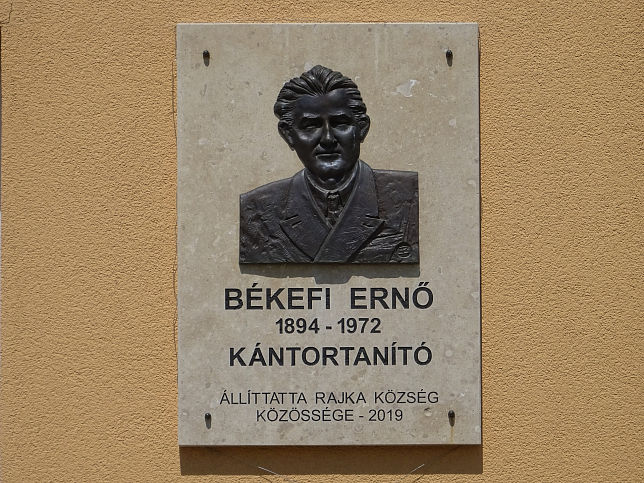 BÉKEFI ERNŐ
1894 - 1972
KÁNTORTANÍTÓ
ÁLLÍTTATTA RAJKA KÖZSÉG
KÖZÖSSÉGE - 2019